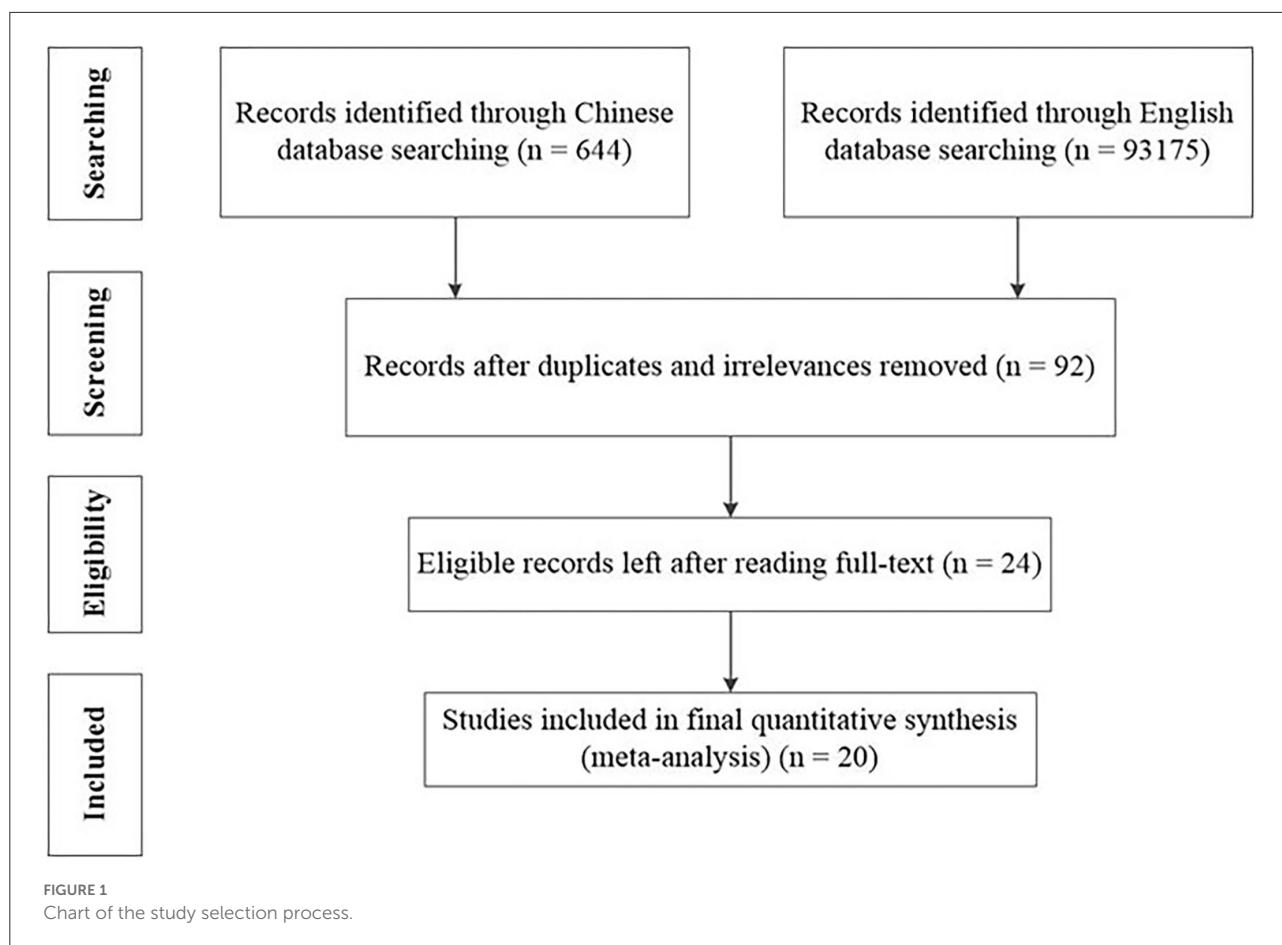 Searching
Records identified through Chinese
database searching (n = 644)
Records identified through English
database searching (n = 93175)
Screening
Records after duplicates and irrelevances removed (n = 92)
Eligibility
Eligible records left after reading full-text (n = 24)
Included
Studies included in final quantitative synthesis
(meta-analysis) (n = 20)
FIGURE 1
Chart of the study selection process.